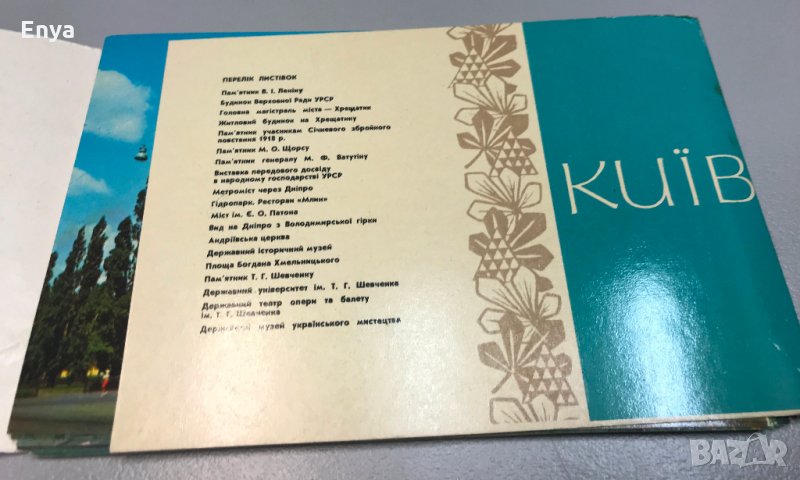 Enya
ПЕРЕЛІК ЛИСТІВОК
Пам'ятник В. І. Леніну
Будинок Верховної Ради УРСР
Головна магістраль міста — Хрещатик
Житловий будинок на Хрещатику
Пам'ятник учасникам Січневого збройного
повстання 1918 р.
Пам'ятник М. О. Щорсу
Пам'ятник генералу М. Ф. Ватутіну
Виставка передового досвіду
в народному господарстві УРСР
Метроміст через Дніпро
Гідропарк, Ресторан «Млин»
Міст ім. Є. О. Патона
Вид на Дніпро з Володимирської гірки
Андріївська церква
Державний історичний музей
Площа Богдана Хмельницького
Пам'ятник Т. Г. Шевченку
Державний університет ім. Т. Г. Шевченка
Державний театр опери та балету
ім. Т. Г. Шевченка
Державний музей українського мистецтва
КИЇВ
BAZAR